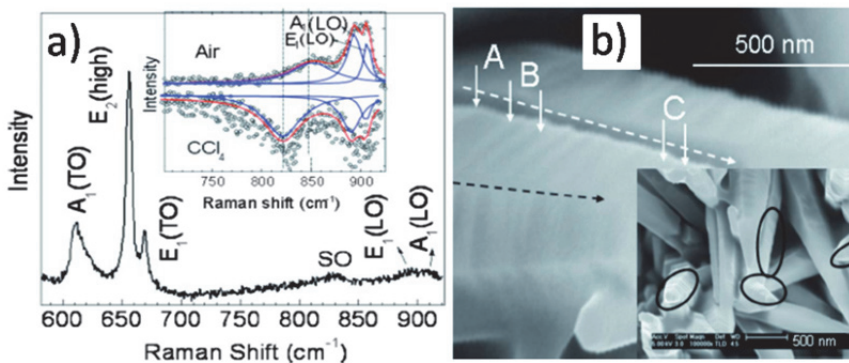 a)
Intensity
A₁(TO)
E₂(high)
E₁(TO)
SO
E₁(LO)
A₁(LO)
600 650 700 750 800 850 900
Raman Shift (cm⁻¹)
Air
A₁(LO)
E₁(LO)
Intensity
CCl₄
750 800 850 900
Raman shift (cm⁻¹)
b)
500 nm
A
B
C
500 nm